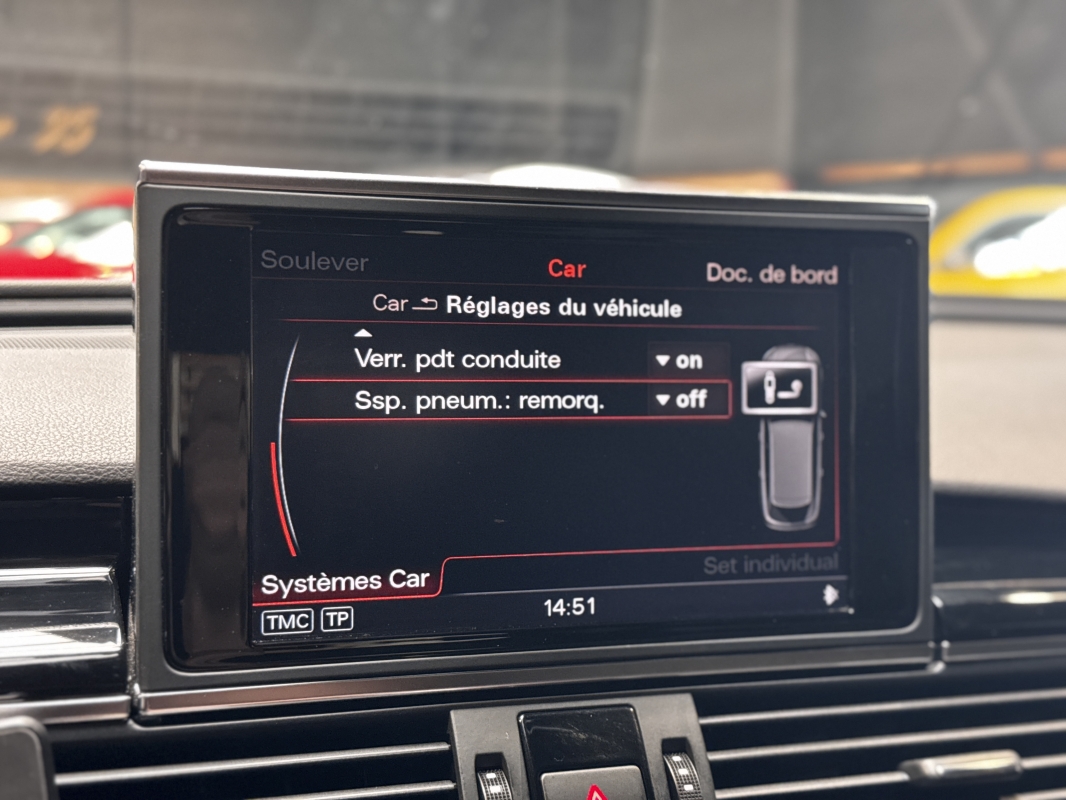 Soulever Car Doc. de bord
Car Réglages du véhicule
Verr. pdt conduite on
Ssp. pneum.: remorq. off
Systèmes Car Set individual
TMC TP 14:51